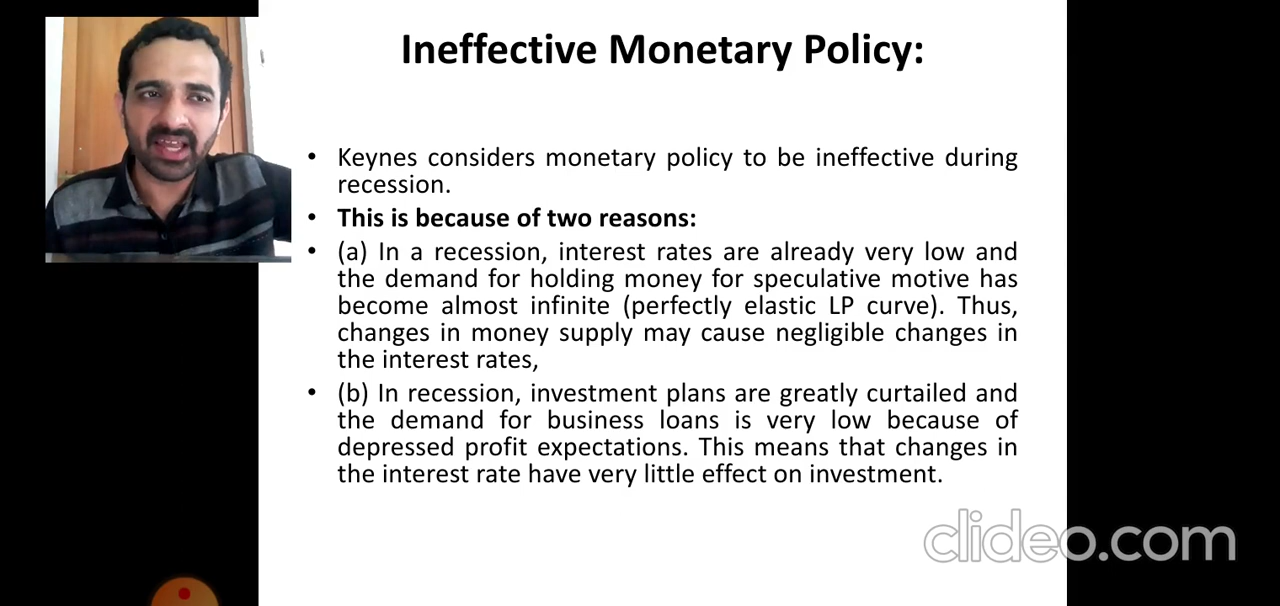 Ineffective Monetary Policy:
• Keynes considers monetary policy to be ineffective during
recession.
• This is because of two reasons:
• (a) In a recession, interest rates are already very low and
the demand for holding money for speculative motive has
become almost infinite (perfectly elastic LP curve). Thus,
changes in money supply may cause negligible changes in
the interest rates,
• (b) In recession, investment plans are greatly curtailed and
the demand for business loans is very low because of
depressed profit expectations. This means that changes in
the interest rate have very little effect on investment.
clideo.com